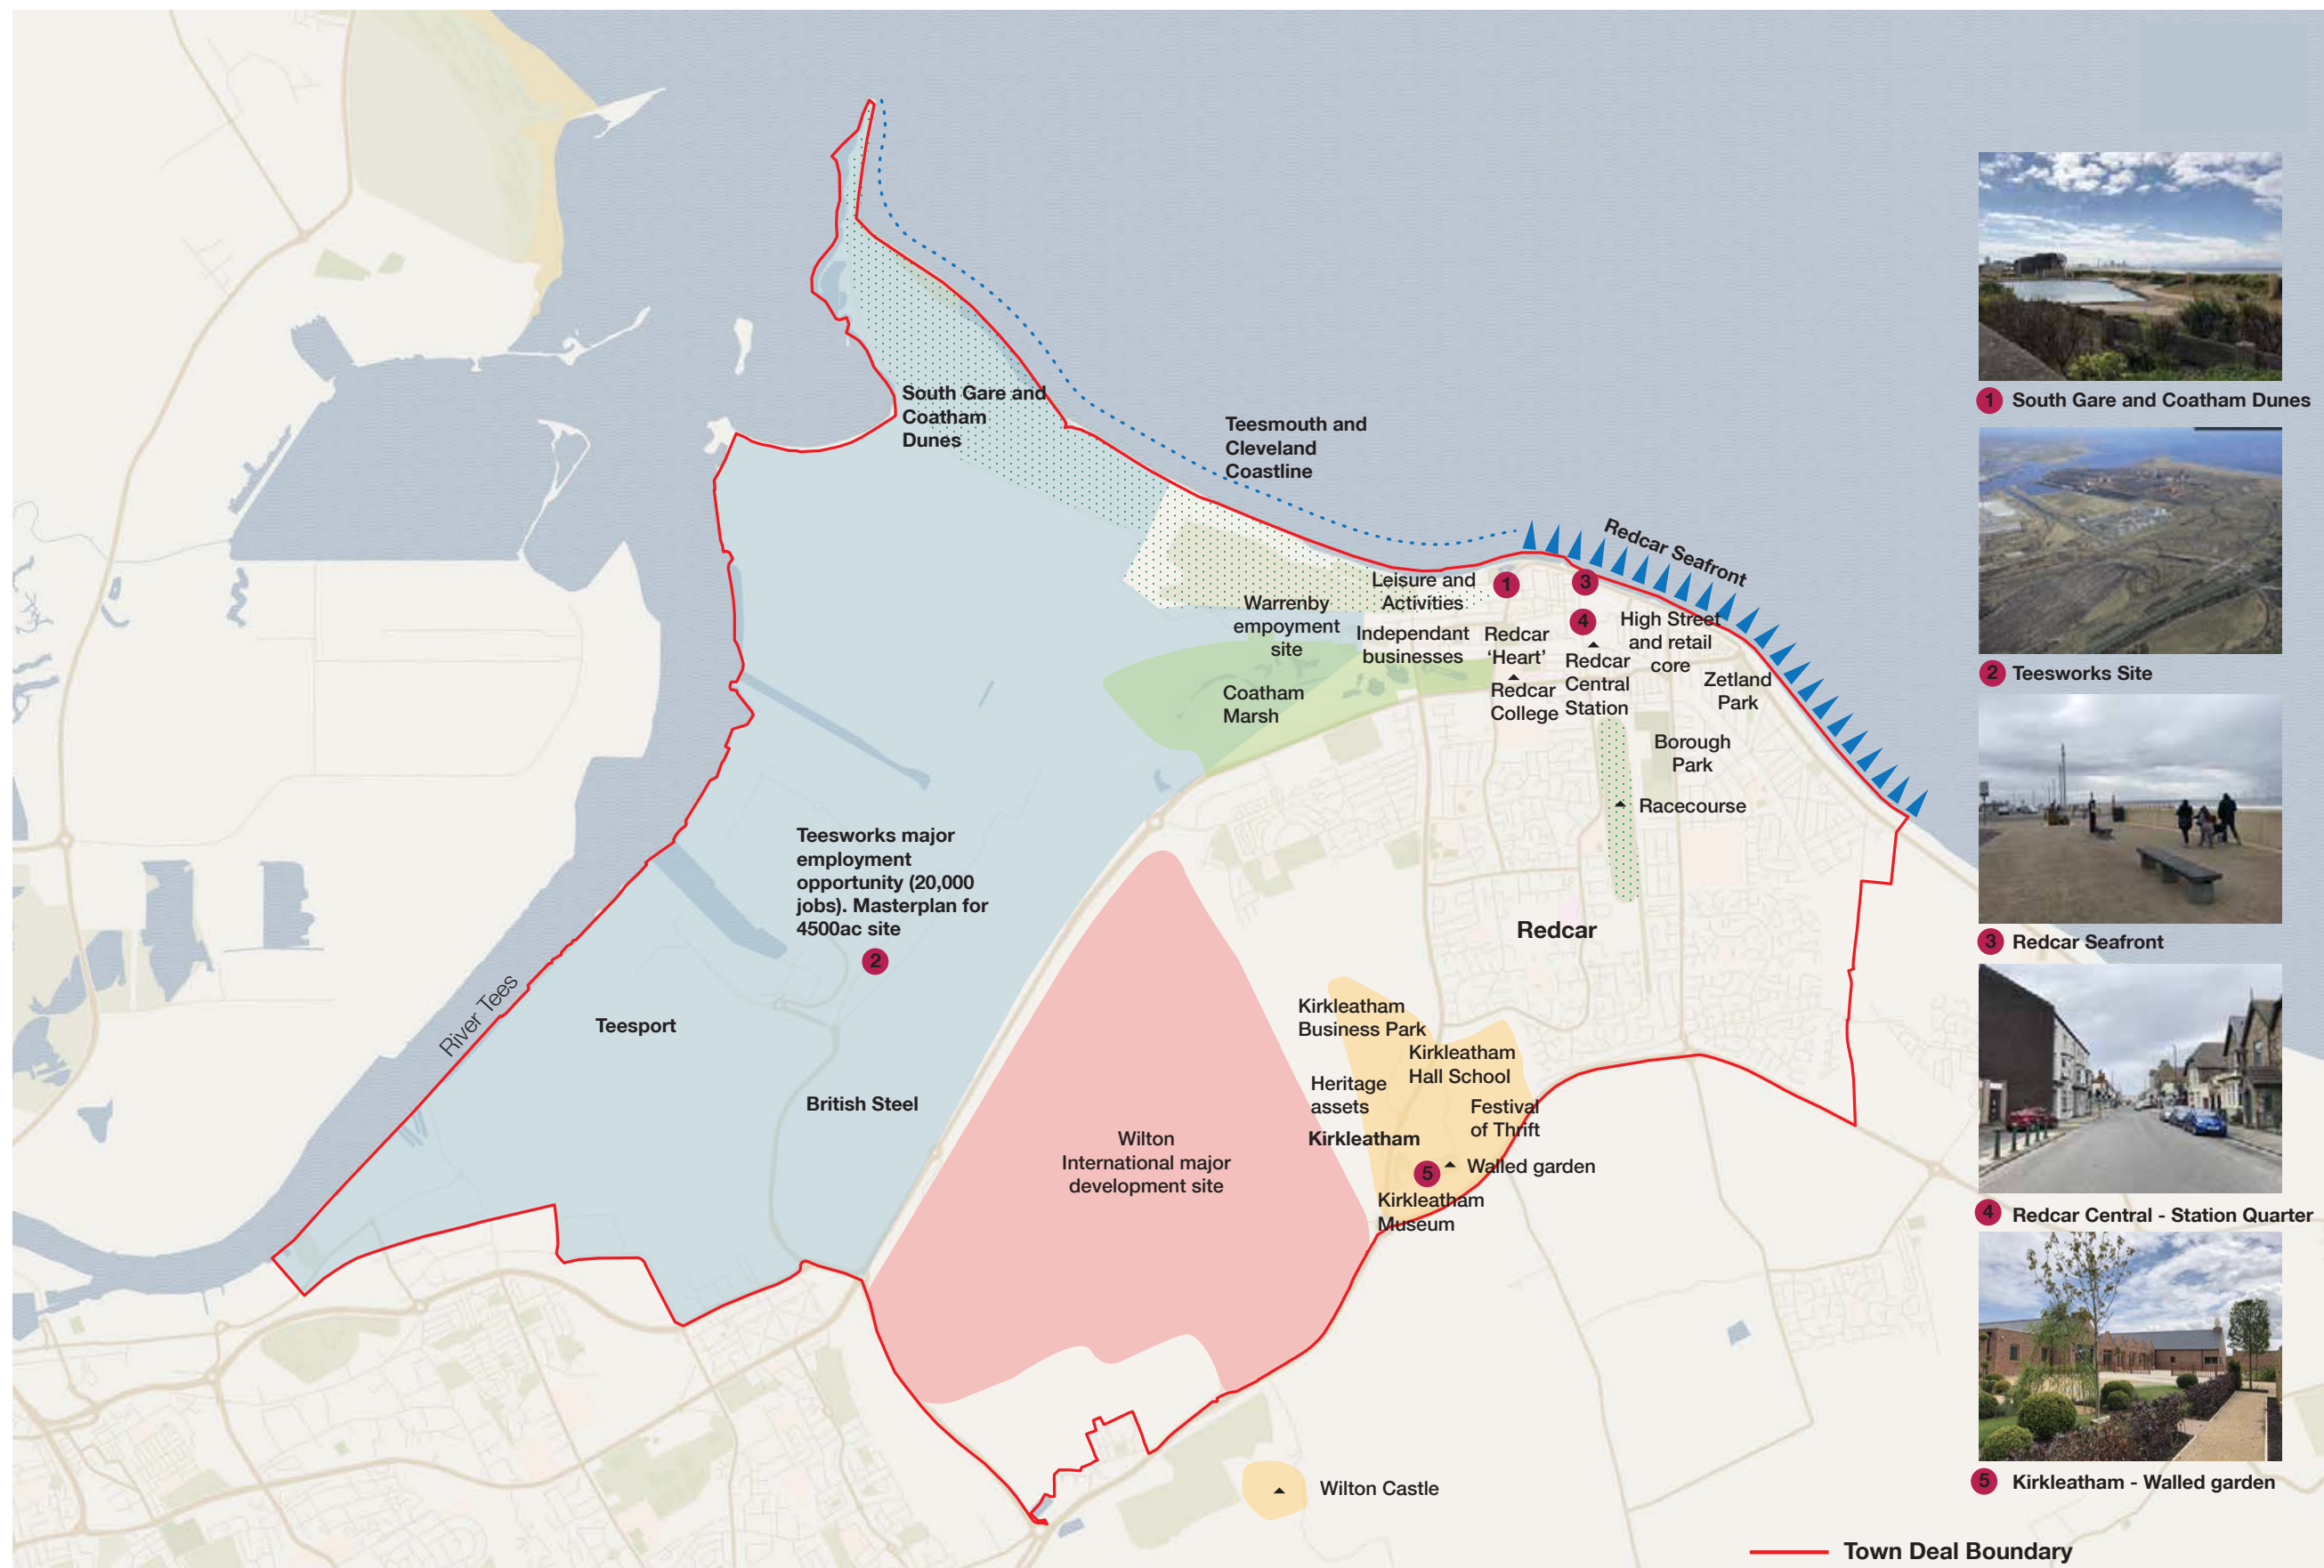 South Gare and
Coatham
Dunes
Teesmouth and
Cleveland
Coastline
Redcar Seafront
Leisure and
Activities
1
3
Warrenby
empoyment
site
Independant
businesses
Redcar
‘Heart’
4
High Street
and retail
core
Redcar
Central
Station
Redcar
College
Zetland
Park
Coatham
Marsh
Borough
Park
Racecourse
Teesworks major
employment
opportunity (20,000
jobs). Masterplan for
4500ac site
2
Redcar
River Tees
Teesport
British Steel
Kirkleatham
Business Park
Kirkleatham
Hall School
Heritage
assets
Festival
of Thrift
Kirkleatham
Wilton
International major
development site
5
Walled garden
Kirkleatham
Museum
Wilton Castle
1 South Gare and Coatham Dunes
2 Teesworks Site
3 Redcar Seafront
4 Redcar Central - Station Quarter
5 Kirkleatham - Walled garden
Town Deal Boundary